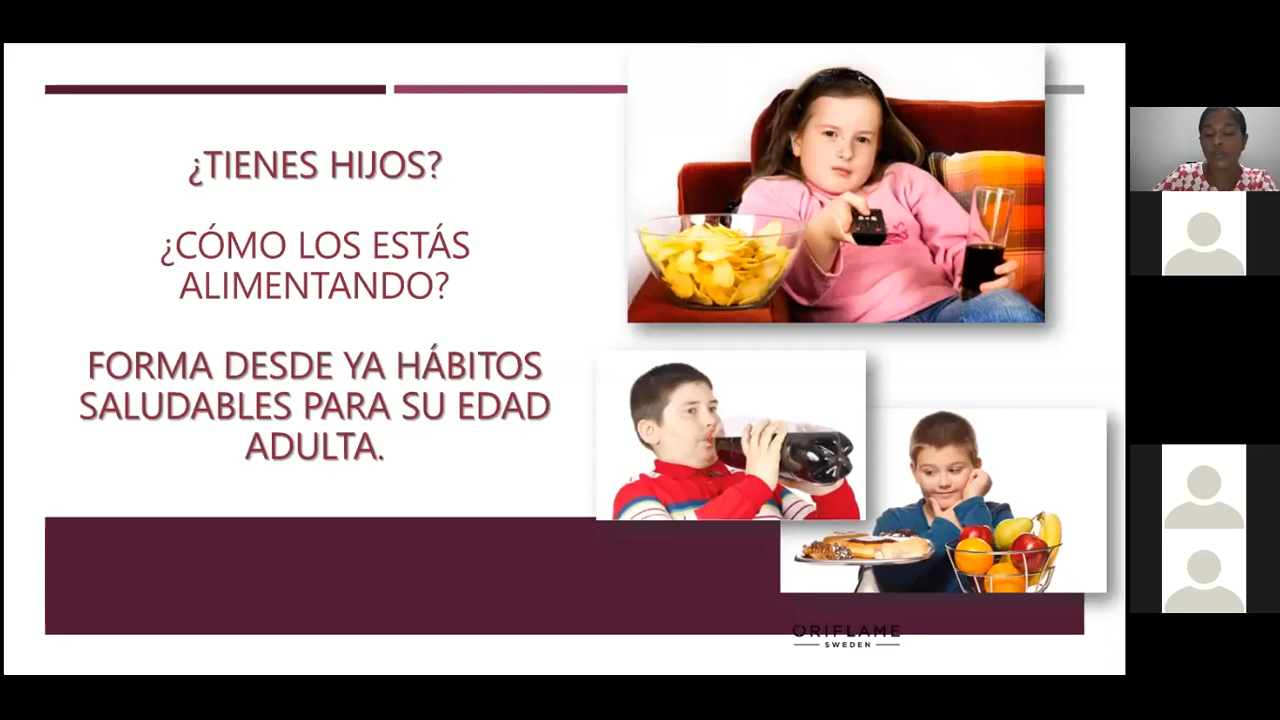 ¿TIENES HIJOS?
¿CÓMO LOS ESTÁS
ALIMENTANDO?
FORMA DESDE YA HÁBITOS
SALUDABLES PARA SU EDAD
ADULTA.
ORIFLAME
SWEDEN